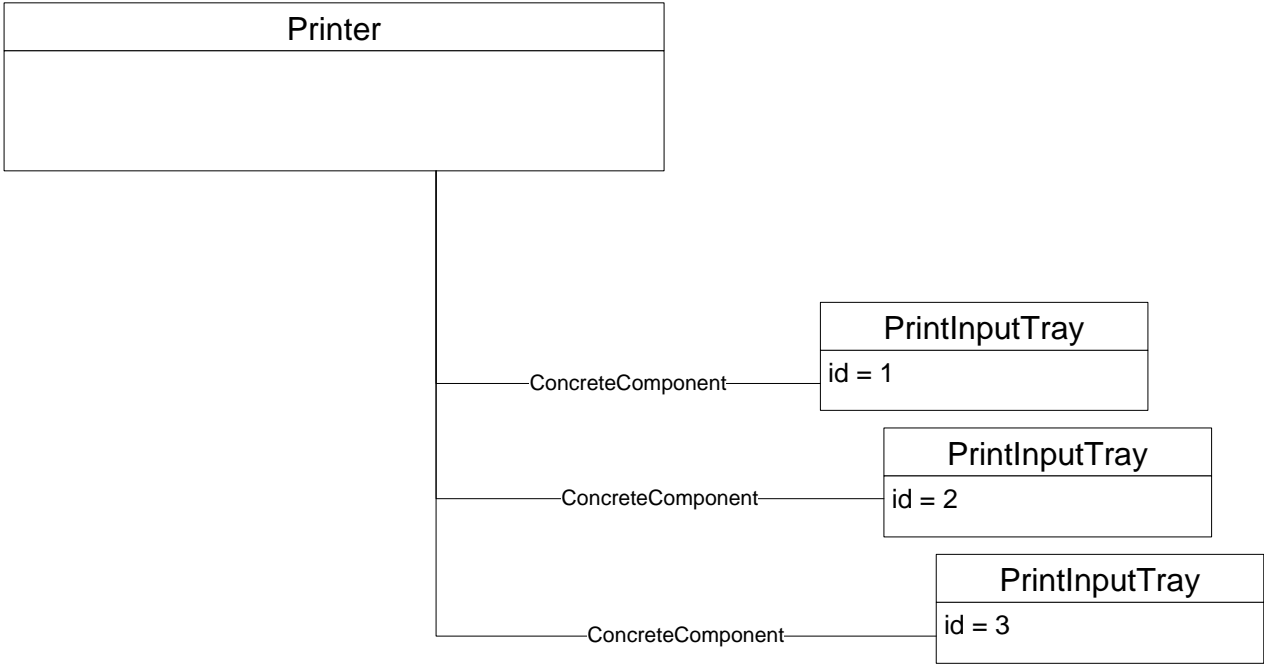 Printer
PrintInputTray
id = 1
ConcreteComponent
PrintInputTray
id = 2
ConcreteComponent
PrintInputTray
id = 3
ConcreteComponent